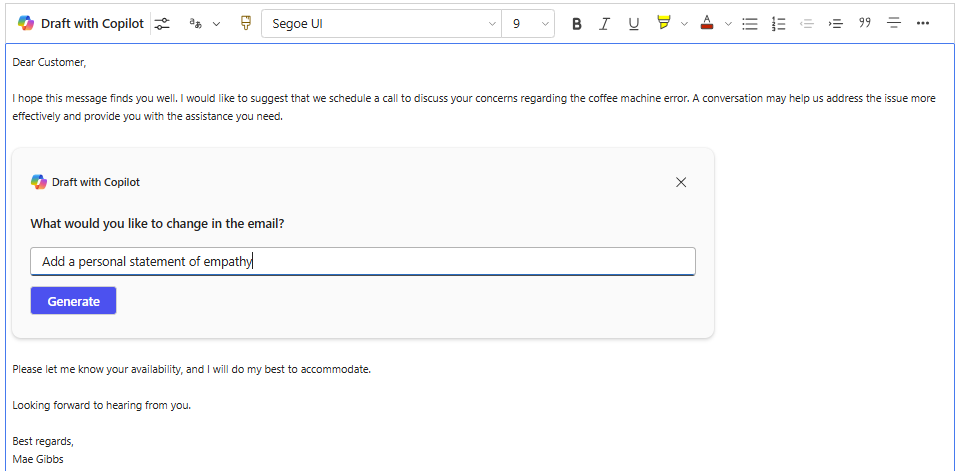 Draft with Copilot
Segoe UI
9
B I U A
Dear Customer,
I hope this message finds you well. I would like to suggest that we schedule a call to discuss your concerns regarding the coffee machine error. A conversation may help us address the issue more
effectively and provide you with the assistance you need.
Draft with Copilot
What would you like to change in the email?
Add a personal statement of empathy
Generate
Please let me know your availability, and I will do my best to accommodate.
Looking forward to hearing from you.
Best regards,
Mae Gibbs